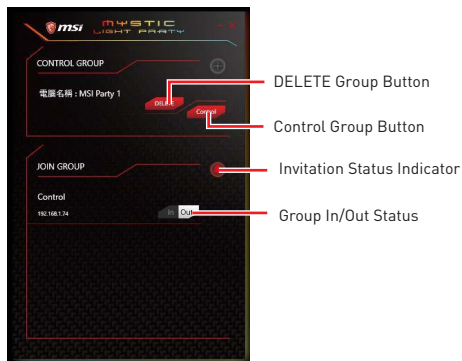 msi MYSTIC LIGHT PARTY
CONTROL GROUP
電腦名稱 : MSI Party 1
DELETE
Control
JOIN GROUP
Control
192.168.1.74
In Out
DELETE Group Button
Control Group Button
Invitation Status Indicator
Group In/Out Status